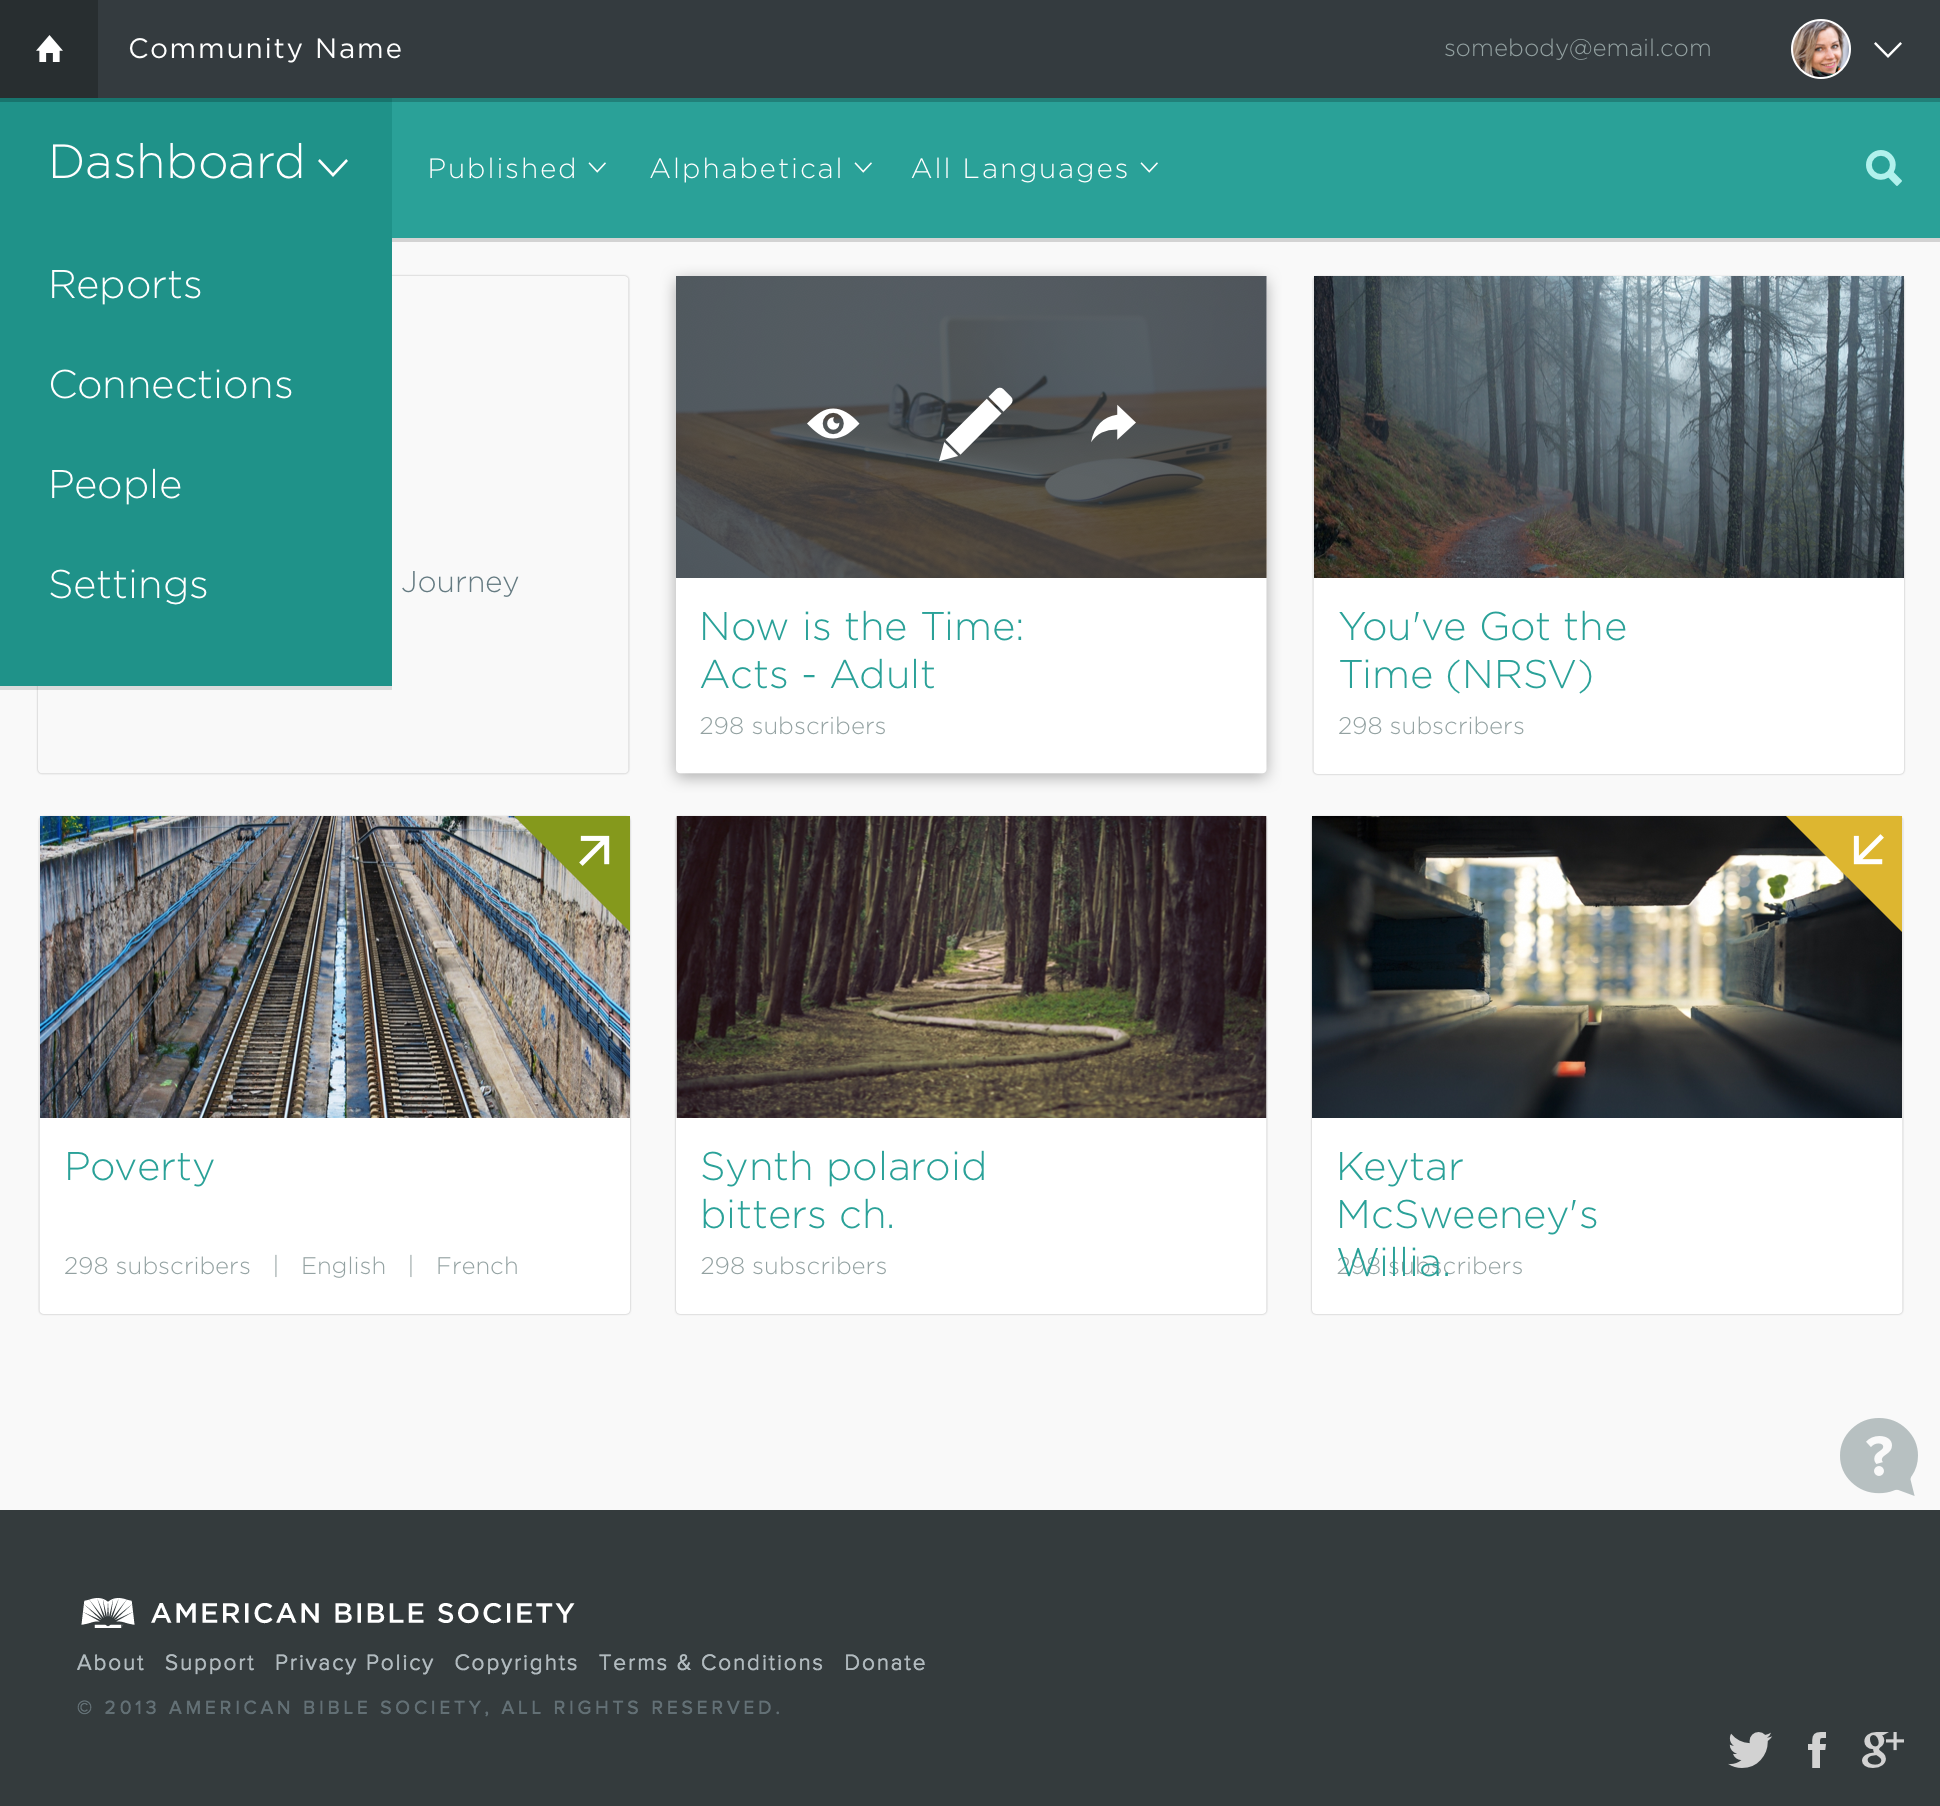 Community Name
somebody@email.com
Dashboard
Published
Alphabetical
All Languages
Reports
Connections
People
Settings
Journey
Now is the Time:
Acts - Adult
298 subscribers
You've Got the
Time (NRSV)
298 subscribers
Poverty
298 subscribers | English | French
Synth polaroid
bitters ch.
298 subscribers
Keytar
McSweeney's
Willia.
298 subscribers
?
AMERICAN BIBLE SOCIETY
About Support Privacy Policy Copyrights Terms & Conditions Donate
© 2013 AMERICAN BIBLE SOCIETY, ALL RIGHTS RESERVED.